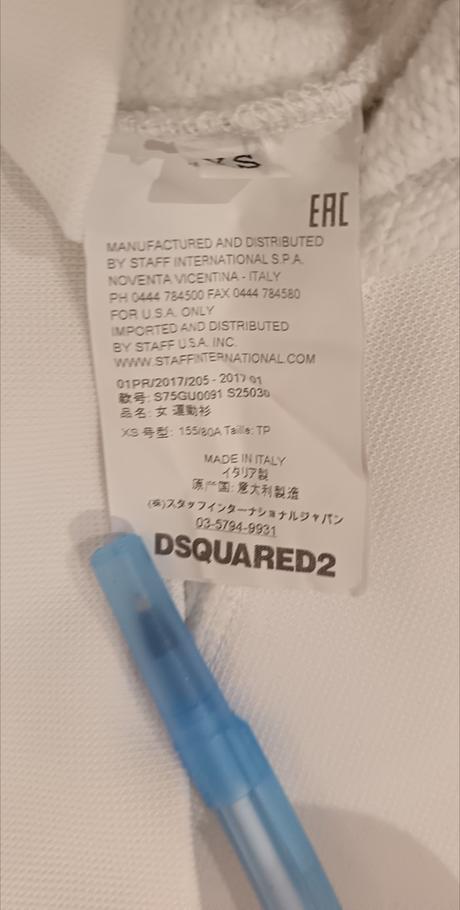 XS
EAC
MANUFACTURED AND DISTRIBUTED
BY STAFF INTERNATIONAL S.P.A.
NOVENTA VICENTINA - ITALY
PH 0444 784500 FAX 0444 784580
FOR U.S.A. ONLY
IMPORTED AND DISTRIBUTED
BY STAFF U.S.A. INC.
WWW.STAFFINTERNATIONAL.COM
01PR/2017/205 - 2017 01
款号: S75GU0091 S25030
品名: 女 運動衫
XS 号型: 155/80A Taille: TP
MADE IN ITALY
イタリア製
原产国: 意大利製造
(株)スタッフインターナショナルジャパン
03-5794-9931
DSQUARED2